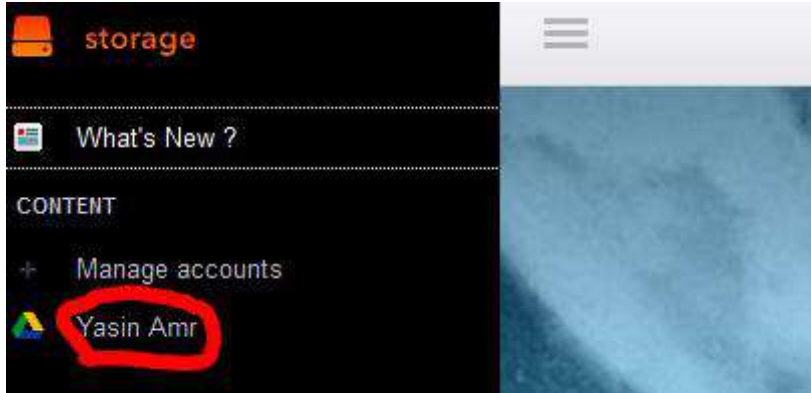 storage
What's New ?
CONTENT
+ Manage accounts
Yasin Amr